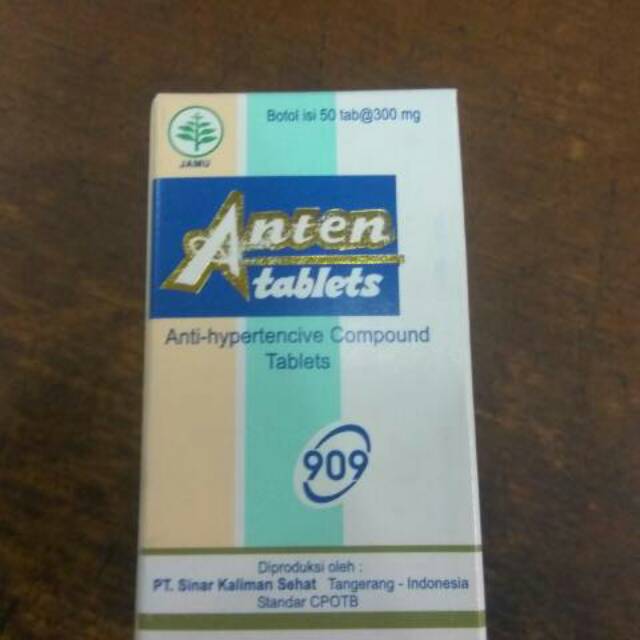 Botol isi 50 tab@300 mg
JAMU
Anten
tablets
Anti-hypertencive Compound
Tablets
909
Diproduksi oleh :
PT. Sinar Kaliman Sehat Tangerang - Indonesia
Standar CPOTB